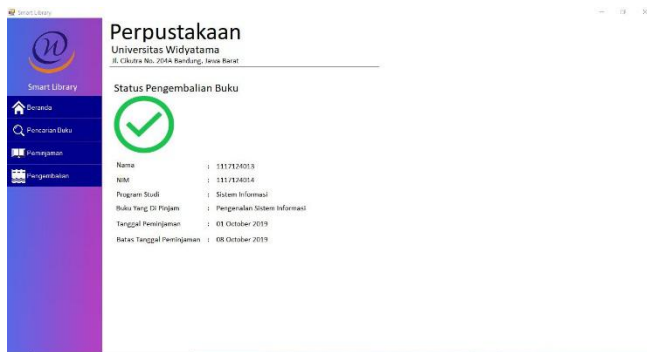 Smart Library
Perpustakaan
Universitas Widyatama
Jl. Cikutra No. 204A Bandung, Jawa Barat
Smart Library
Beranda
Pencarian Buku
Peminjaman
Pengembalian
Status Pengembalian Buku
Nama : 1117124013
NIM : 1117124014
Program Studi : Sistem Informasi
Buku Yang Di Pinjam : Pengenalan Sistem Informasi
Tanggal Peminjaman : 01 October 2019
Batas Tanggal Peminjaman : 08 October 2019